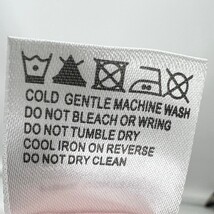 COLD GENTLE MACHINE WASH
DO NOT BLEACH OR WRING
DO NOT TUMBLE DRY
COOL IRON ON REVERSE
DO NOT DRY CLEAN